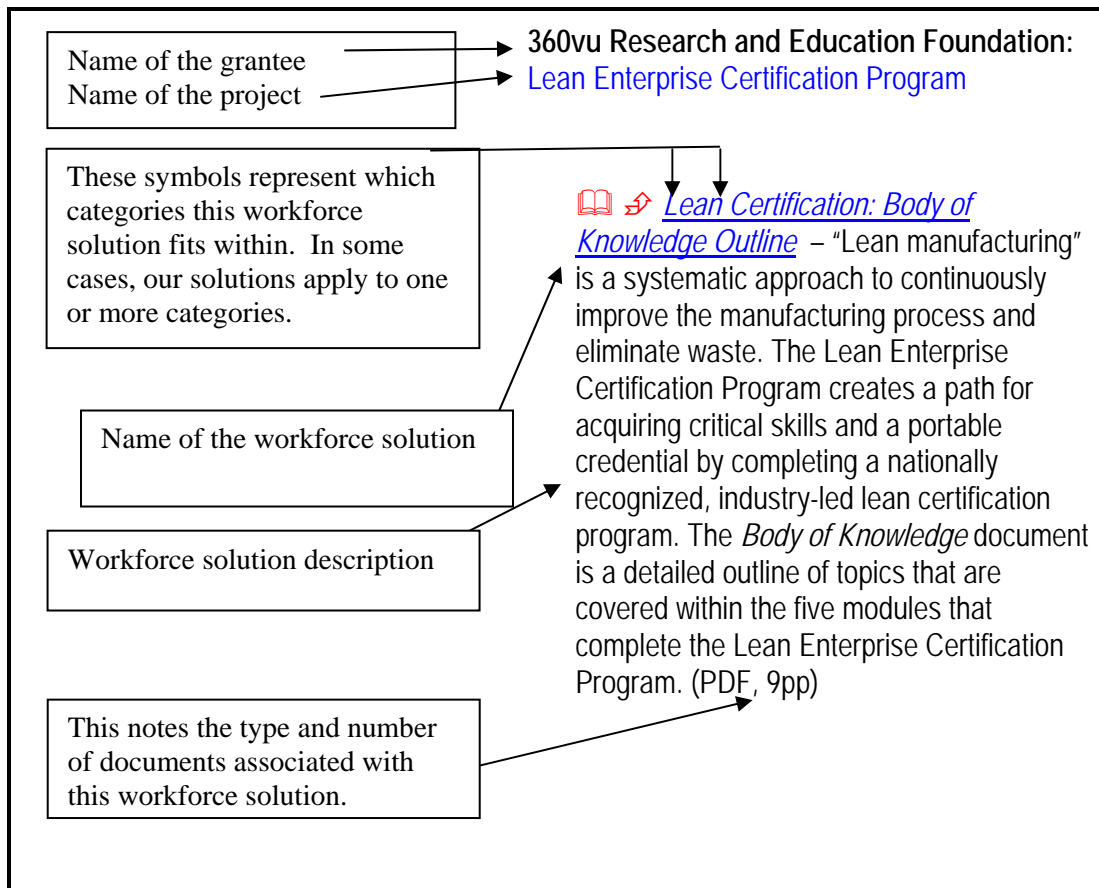 Name of the grantee
Name of the project
360vu Research and Education Foundation:
Lean Enterprise Certification Program
These symbols represent which
categories this workforce
solution fits within.  In some
cases, our solutions apply to one
or more categories.
Name of the workforce solution
Workforce solution description
This notes the type and number
of documents associated with
this workforce solution.
Lean Certification: Body of
Knowledge Outline – “Lean manufacturing”
is a systematic approach to continuously
improve the manufacturing process and
eliminate waste. The Lean Enterprise
Certification Program creates a path for
acquiring critical skills and a portable
credential by completing a nationally
recognized, industry-led lean certification
program. The Body of Knowledge document
is a detailed outline of topics that are
covered within the five modules that
complete the Lean Enterprise Certification
Program. (PDF, 9pp)